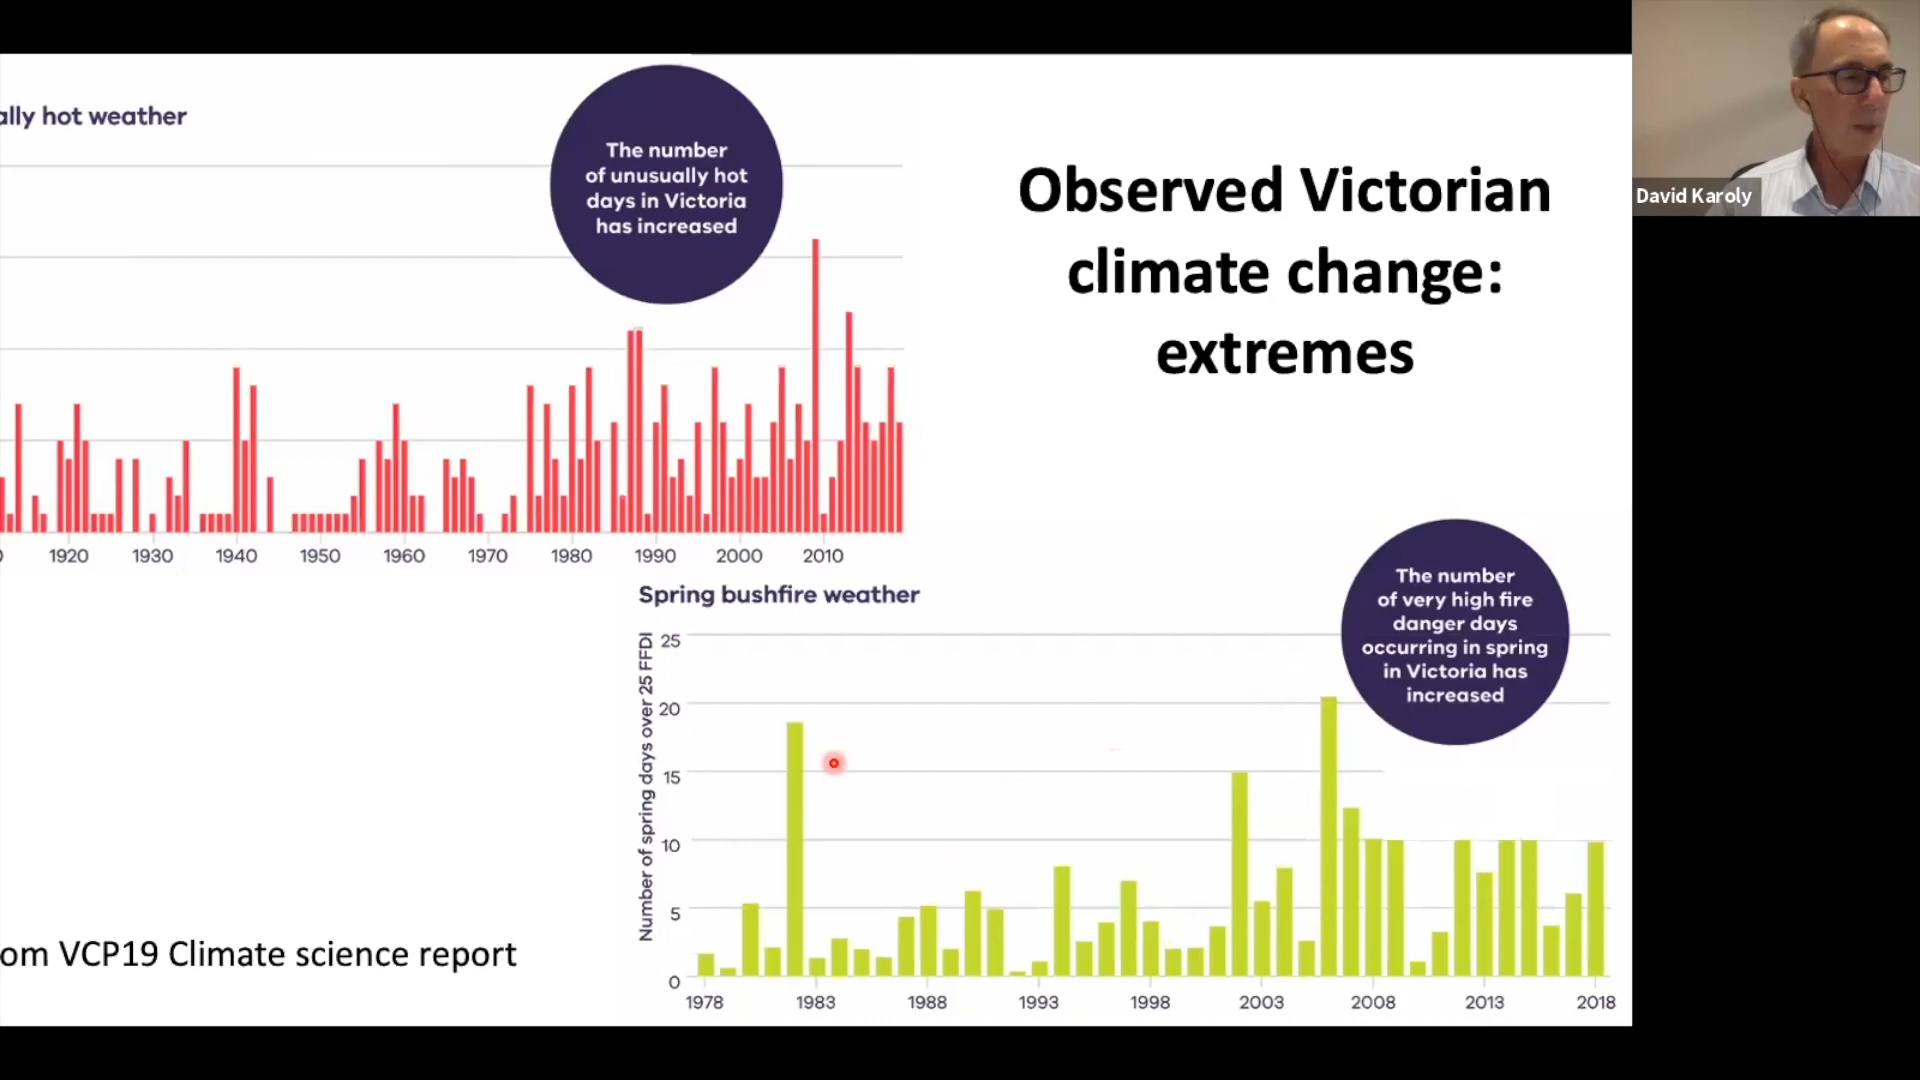 ally hot weather
The number
of unusually hot
days in Victoria
has increased
Observed Victorian
climate change:
extremes
David Karoly
1920 1930 1940 1950 1960 1970 1980 1990 2000 2010
Spring bushfire weather
Number of spring days over 25 FFDI
25
20
15
10
5
0
The number
of very high fire
danger days
occurring in spring
in Victoria has
increased
1978 1983 1988 1993 1998 2003 2008 2013 2018
om VCP19 Climate science report